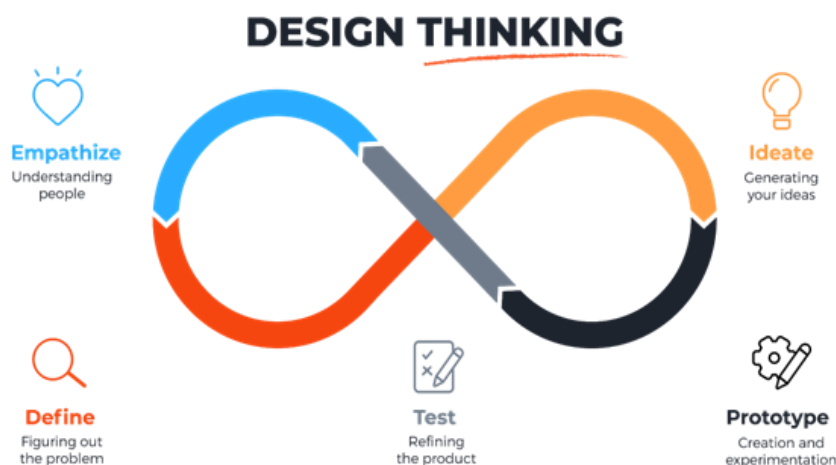 DESIGN THINKING
Empathize
Understanding
people
Ideate
Generating
your ideas
Define
Figuring out
the problem
Test
Refining
the product
Prototype
Creation and
experimentation